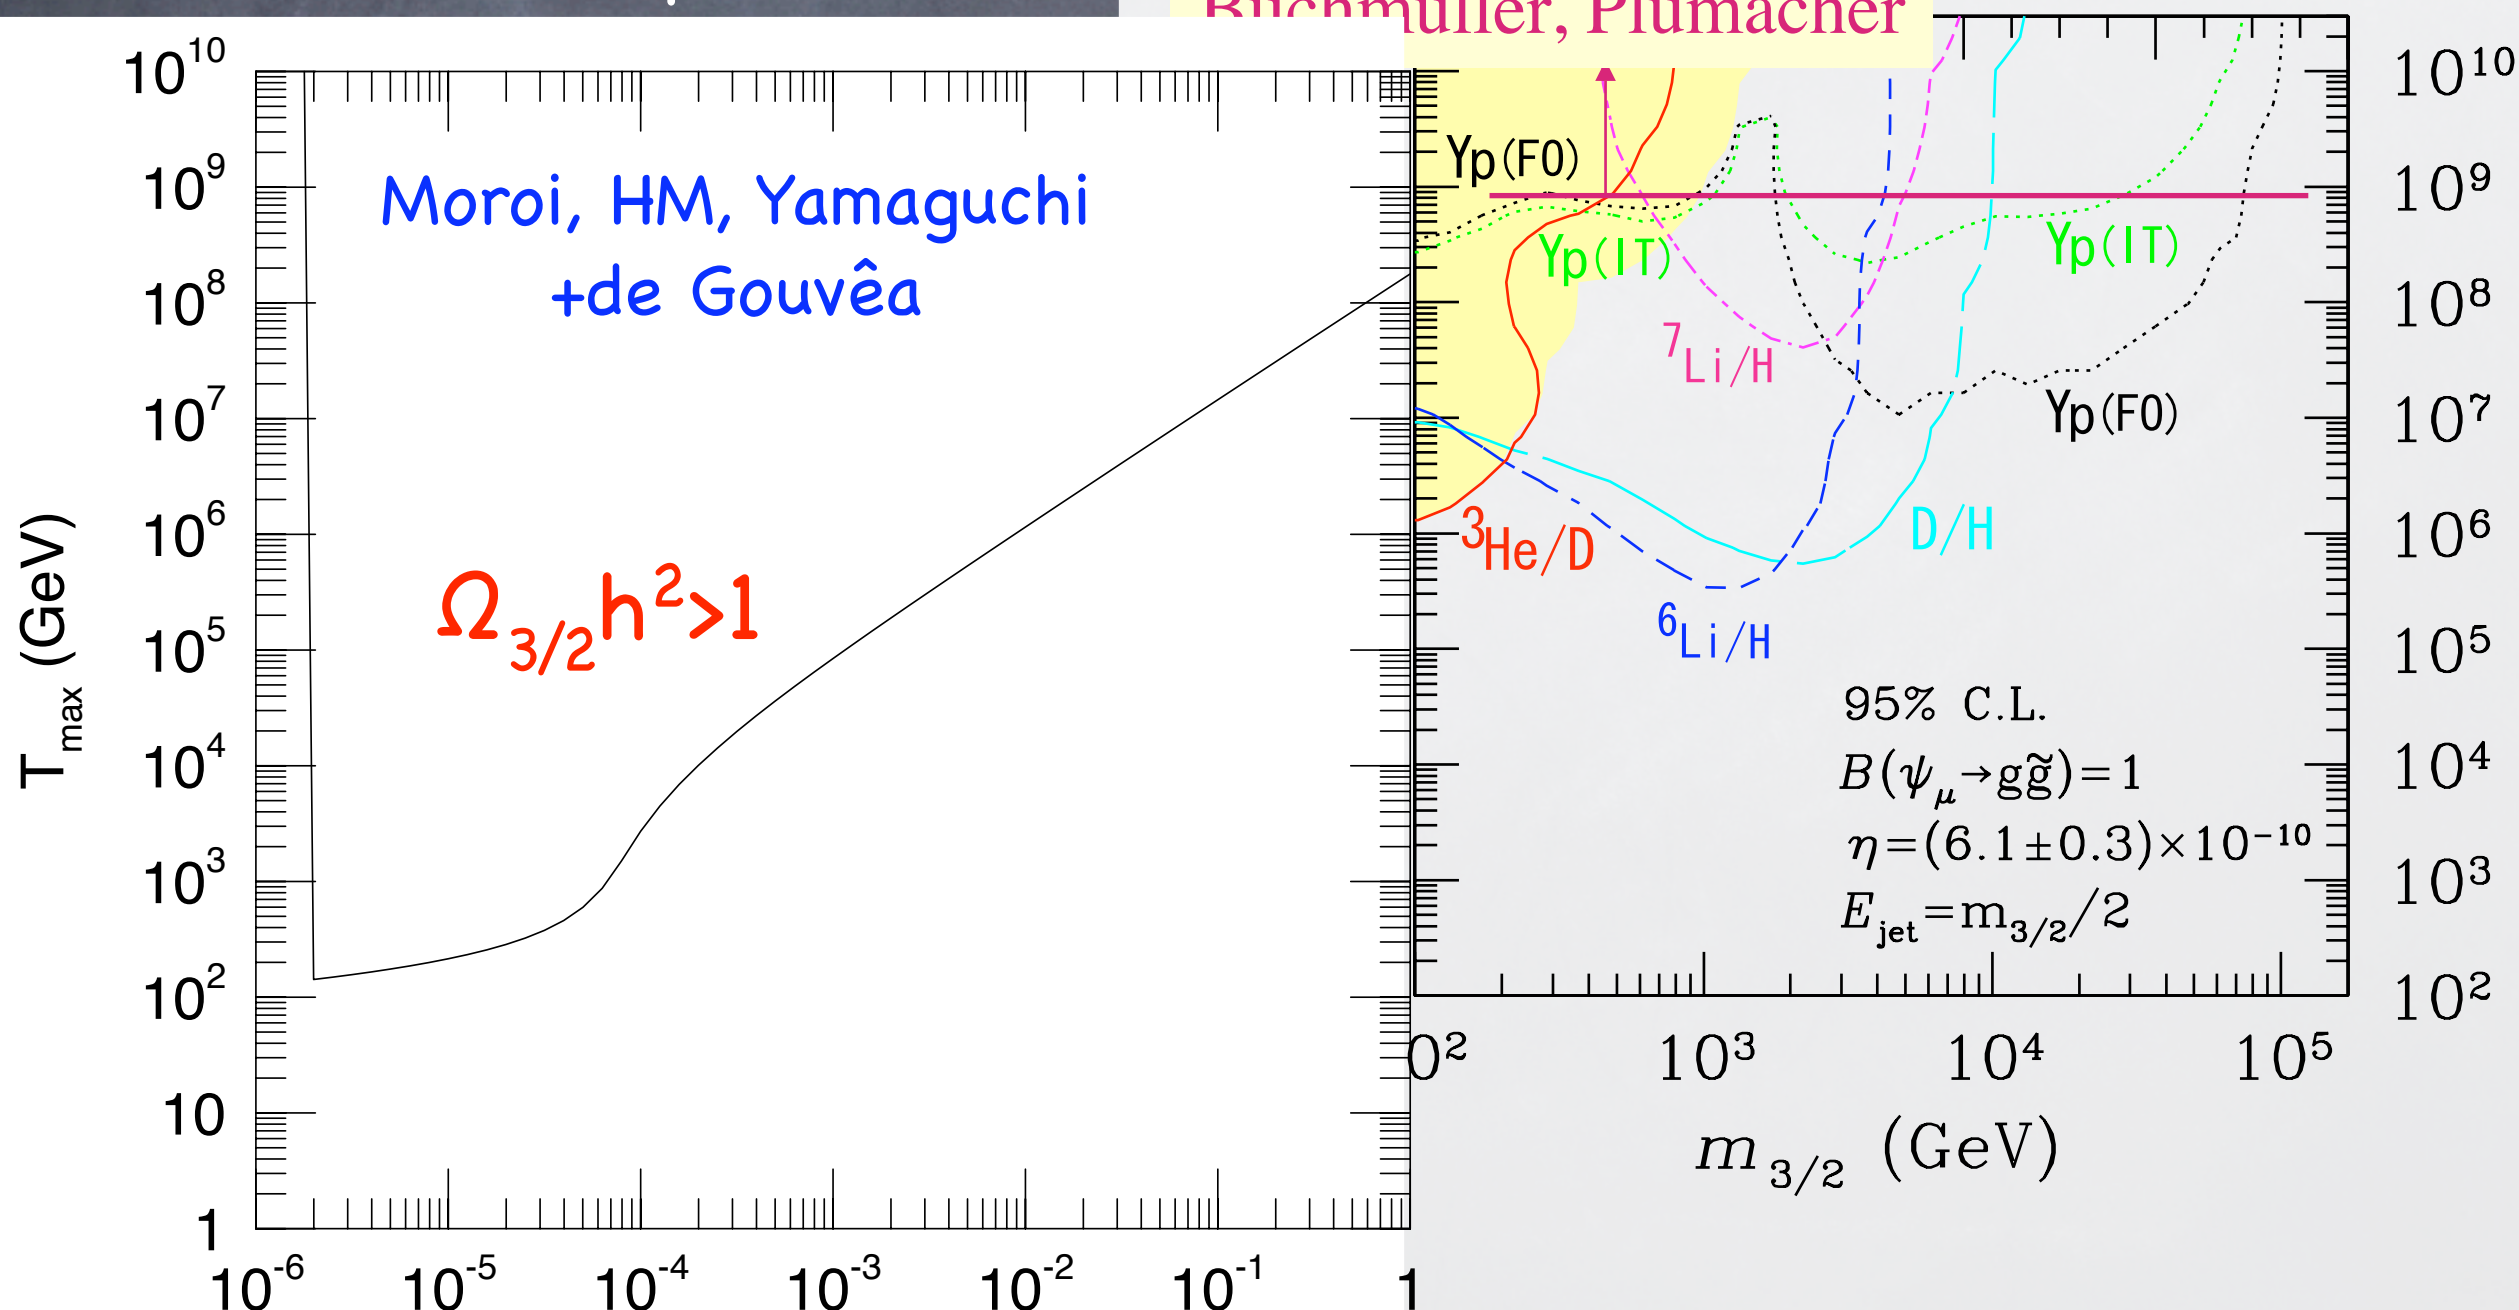 Buchmuller, Plumacher
10^10
10^9
10^8
10^7
10^6
10^5
10^4
10^3
10^2
10
1
T_max (GeV)
10^-6 10^-5 10^-4 10^-3 10^-2 10^-1 1
Moroi, HM, Yamaguchi
+de Gouvêa
Ω_3/2 h^2>1
Yp(FO)
Yp(IT)
Yp(IT)
^7Li/H
Yp(FO)
^3He/D
D/H
^6Li/H
95% C.L.
B(ψ_μ→gg̃)=1
η=(6.1±0.3)×10^-10
E_jet=m_3/2/2
10^10
10^9
10^8
10^7
10^6
10^5
10^4
10^3
10^2
0^2 10^3 10^4 10^5
m_3/2 (GeV)